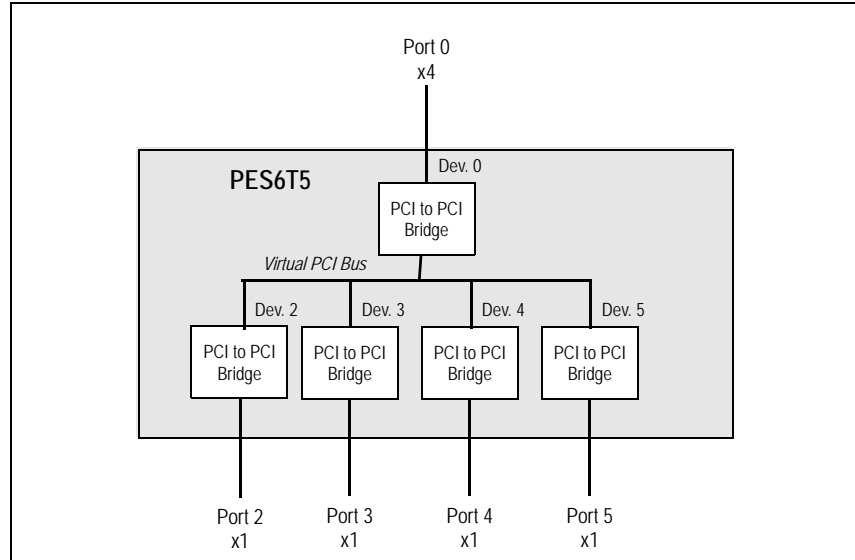 Port 0
x4
Dev. 0
PES6T5
PCI to PCI
Bridge
Virtual PCI Bus
Dev. 2
Dev. 3
Dev. 4
Dev. 5
PCI to PCI
Bridge
PCI to PCI
Bridge
PCI to PCI
Bridge
PCI to PCI
Bridge
Port 2
x1
Port 3
x1
Port 4
x1
Port 5
x1